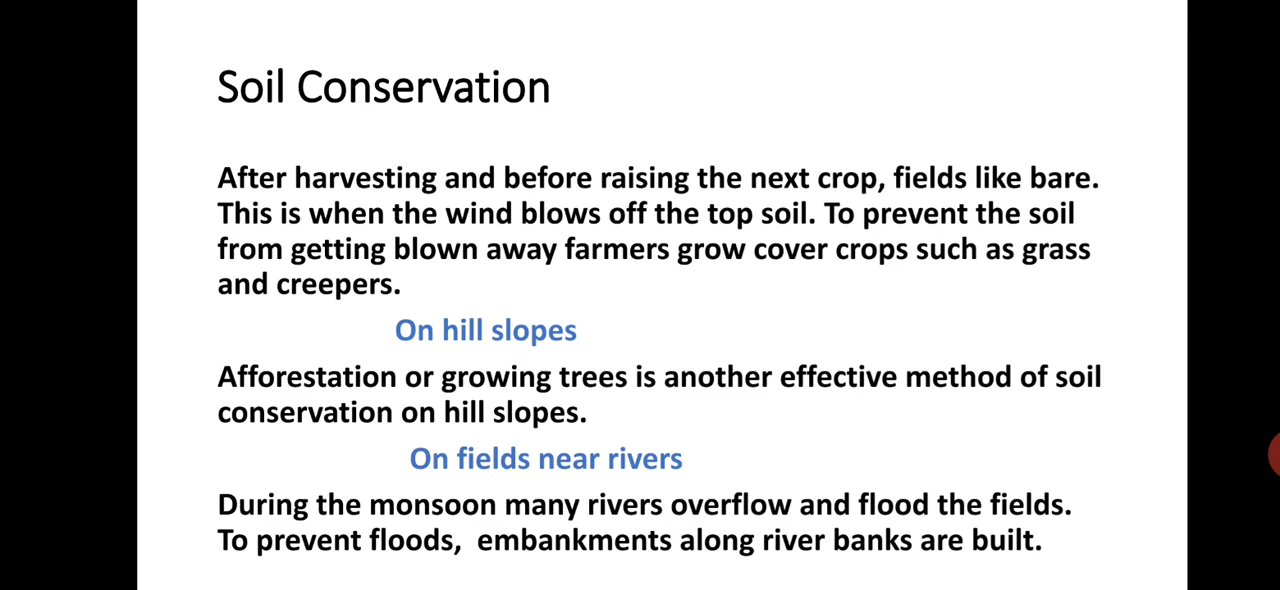 Soil Conservation
After harvesting and before raising the next crop, fields like bare.
This is when the wind blows off the top soil. To prevent the soil
from getting blown away farmers grow cover crops such as grass
and creepers.
On hill slopes
Afforestation or growing trees is another effective method of soil
conservation on hill slopes.
On fields near rivers
During the monsoon many rivers overflow and flood the fields.
To prevent floods,  embankments along river banks are built.